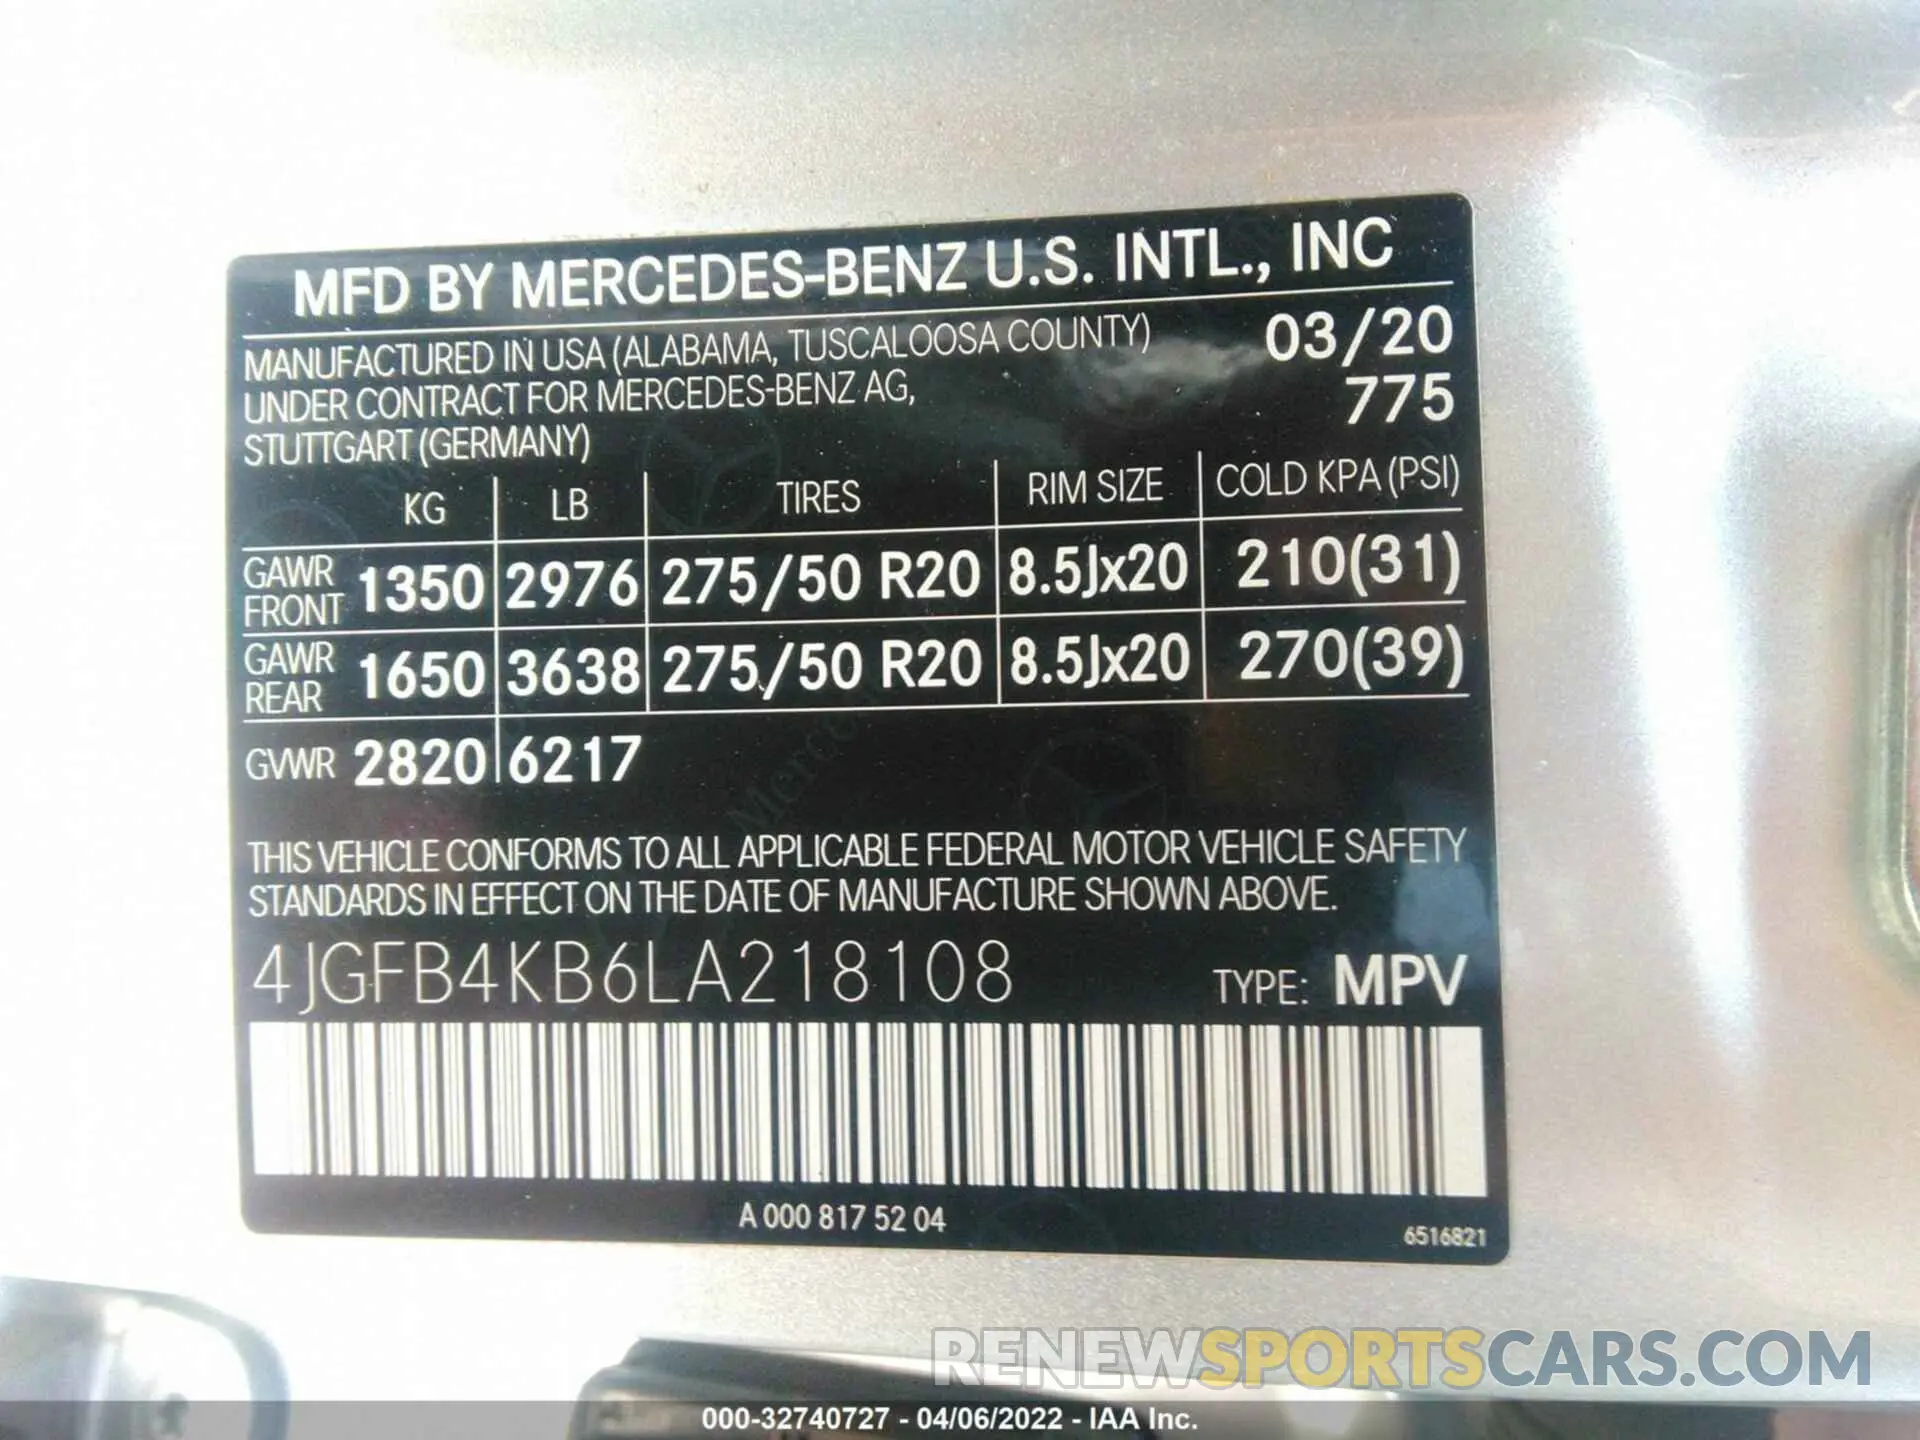 MFD BY MERCEDES-BENZ U.S. INTL., INC
MANUFACTURED IN USA (ALABAMA, TUSCALOOSA COUNTY) 03/20
UNDER CONTRACT FOR MERCEDES-BENZ AG, 775
STUTTGART (GERMANY)
KG LB TIRES RIM SIZE COLD KPA (PSI)
GAWR FRONT 1350 2976 275/50 R20 8.5Jx20 210(31)
GAWR REAR 1650 3638 275/50 R20 8.5Jx20 270(39)
GVWR 2820 6217
THIS VEHICLE CONFORMS TO ALL APPLICABLE FEDERAL MOTOR VEHICLE SAFETY
STANDARDS IN EFFECT ON THE DATE OF MANUFACTURE SHOWN ABOVE.
4JGFB4KB6LA218108 TYPE: MPV
A 000 817 52 04 6516821
RENEWSPORTSCARS.COM
000-32740727 - 04/06/2022 - IAA Inc.